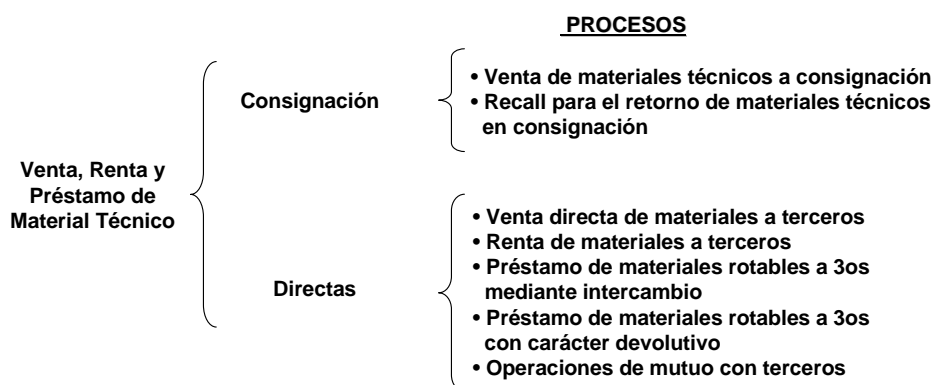 PROCESOS
Venta, Renta y
Préstamo de
Material Técnico
Consignación
• Venta de materiales técnicos a consignación
• Recall para el retorno de materiales técnicos
en consignación
Directas
• Venta directa de materiales a terceros
• Renta de materiales a terceros
• Préstamo de materiales rotables a 3os
mediante intercambio
• Préstamo de materiales rotables a 3os
con carácter devolutivo
• Operaciones de mutuo con terceros